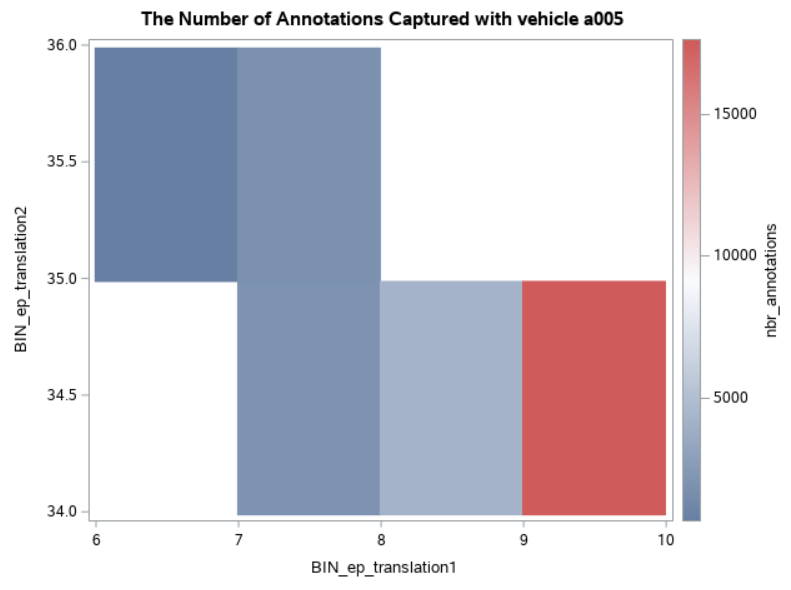 The Number of Annotations Captured with vehicle a005
36.0
35.5
35.0
34.5
34.0
BIN_ep_translation2
6 7 8 9 10
BIN_ep_translation1
15000
10000
5000
nbr_annotations